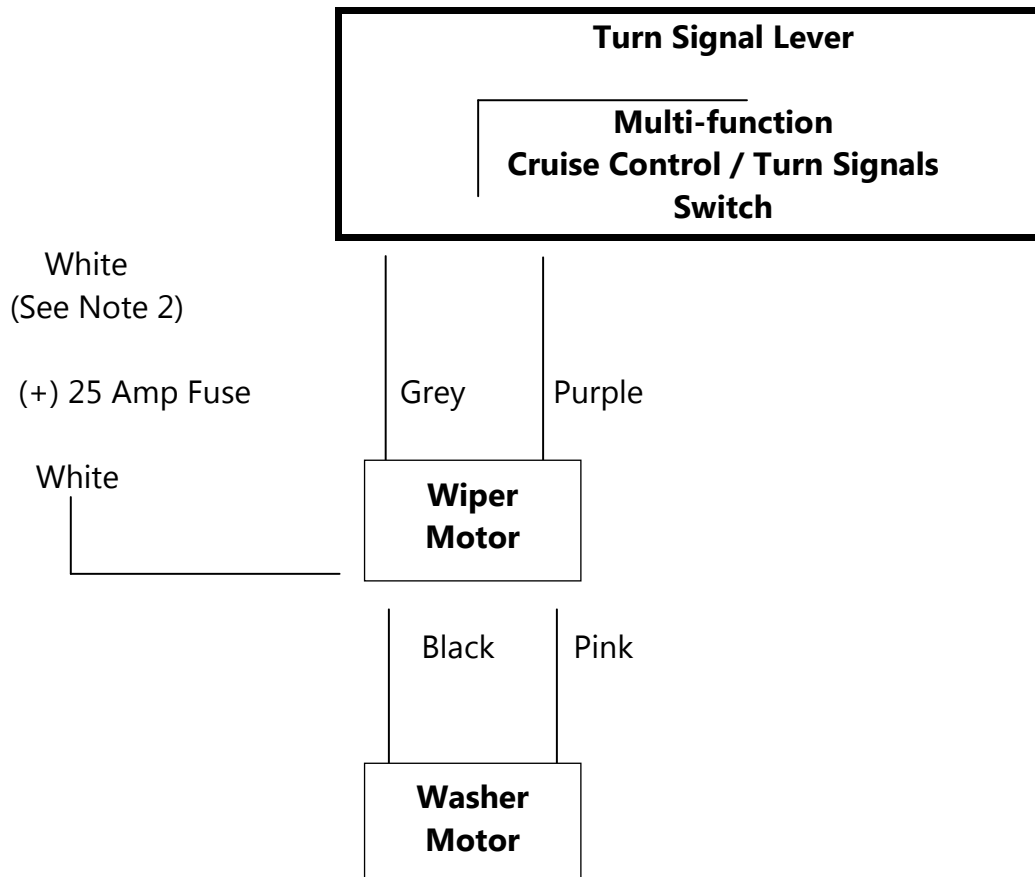 Turn Signal Lever
Multi-function
Cruise Control / Turn Signals
Switch
White
(See Note 2)
(+) 25 Amp Fuse
Grey
Purple
White
Wiper
Motor
Black
Pink
Washer
Motor